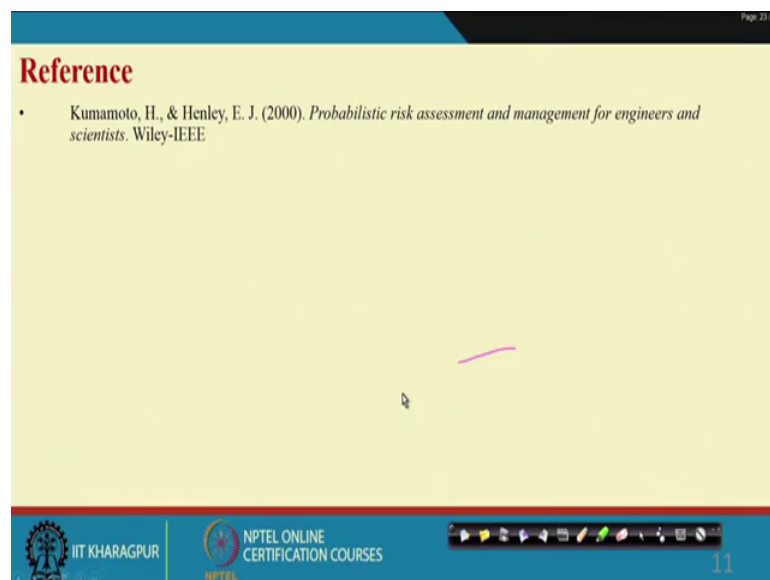 Page: 23
Reference
• Kumamoto, H., & Henley, E. J. (2000). Probabilistic risk assessment and management for engineers and
scientists. Wiley-IEEE
IIT KHARAGPUR
NPTEL ONLINE
CERTIFICATION COURSES
NPTEL
11